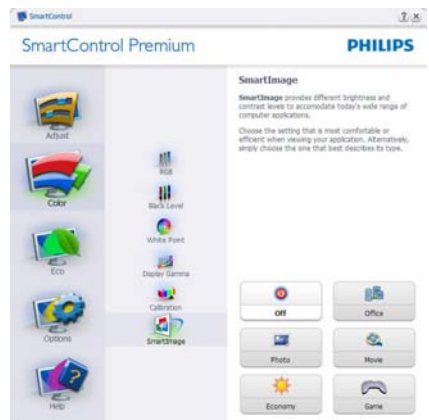 SmartControl
SmartControl Premium
PHILIPS
Adjust
Color
Eco
Options
Help
RGB
Black Level
White Point
Display Gamma
Calibration
SmartImage
SmartImage
SmartImage provides different brightness and
contrast levels to accomodate today's wide range of
computer applications.
Choose the setting that is most comfortable or
efficient when viewing your application. Alternatively,
simply choose the one that best describes its type.
Off
Office
Photo
Movie
Economy
Game